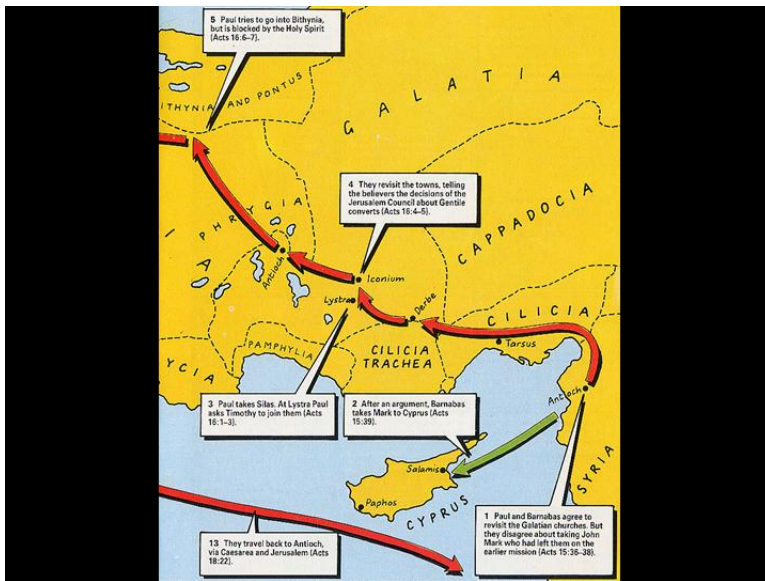 5 Paul tries to go into Bithynia,
but is blocked by the Holy Spirit
(Acts 16:6–7).
ITHYNIA AND PONTUS
GALATIA
4 They revisit the towns, telling
the believers the decisions of the
Jerusalem Council about Gentile
converts (Acts 16:4–5).
PHRYGIA
CAPPADOCIA
I A
Antioch
Iconium
Lystra
Derbe
CILICIA
Tarsus
PAMPHYLIA
CILICIA
TRACHEA
YCIA
Antioch
3 Paul takes Silas. At Lystra Paul
asks Timothy to join them (Acts
16:1–3).
2 After an argument, Barnabas
takes Mark to Cyprus (Acts
15:39).
Salamis
Paphos
CYPRUS
SYRIA
1 Paul and Barnabas agree to
revisit the Galatian churches. But
they disagree about taking John
Mark who had left them on the
earlier mission (Acts 15:36–38).
13 They travel back to Antioch,
via Caesarea and Jerusalem (Acts
18:22).